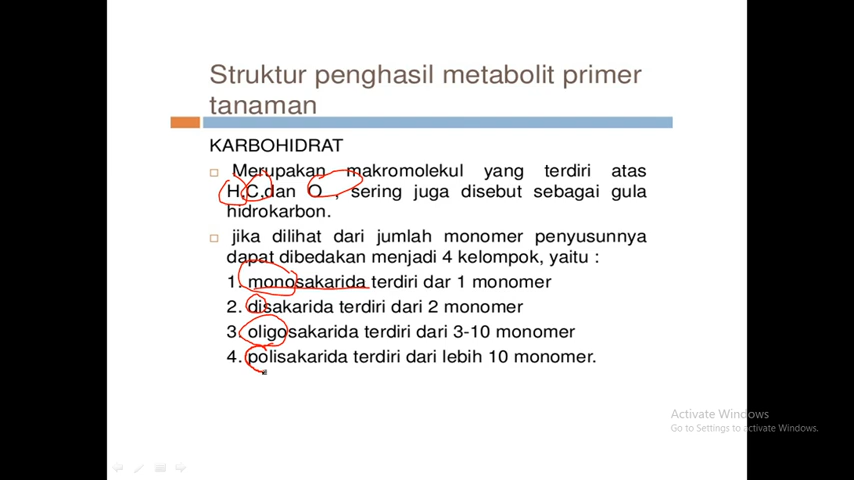 Struktur penghasil metabolit primer
tanaman
KARBOHIDRAT
Merupakan makromolekul yang terdiri atas
H,C,dan O , sering juga disebut sebagai gula
hidrokarbon.
jika dilihat dari jumlah monomer penyusunnya
dapat dibedakan menjadi 4 kelompok, yaitu :
1. monosakarida terdiri dar 1 monomer
2. disakarida terdiri dari 2 monomer
3. oligosakarida terdiri dari 3-10 monomer
4. polisakarida terdiri dari lebih 10 monomer.
Activate Windows
Go to Settings to activate Windows.